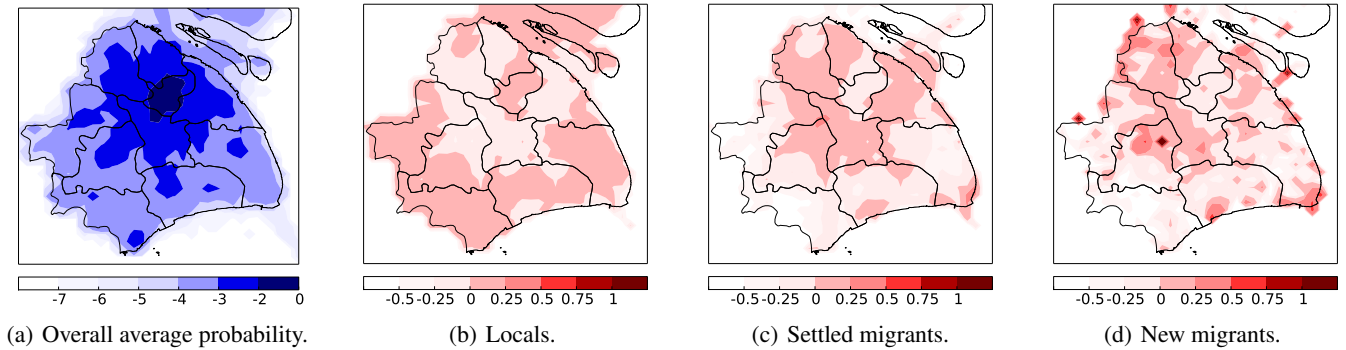 -7 -6 -5 -4 -3 -2 0
-0.5 -0.25 0 0.25 0.5 0.75 1
-0.5 -0.25 0 0.25 0.5 0.75 1
-0.5 -0.25 0 0.25 0.5 0.75 1
(a) Overall average probability.
(b) Locals.
(c) Settled migrants.
(d) New migrants.